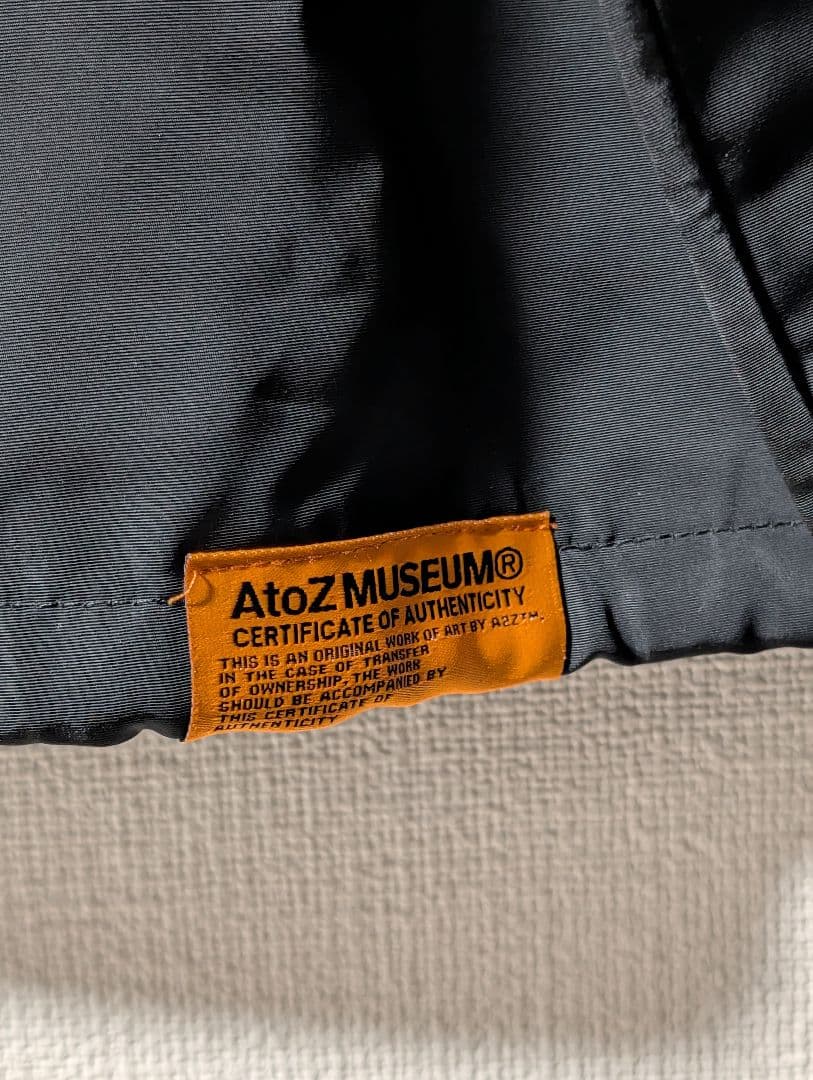 AtoZ MUSEUM®
CERTIFICATE OF AUTHENTICITY
THIS IS AN ORIGINAL WORK OF ART BY A2Z™.
IN THE CASE OF TRANSFER
OF OWNERSHIP, THE WORK
SHOULD BE ACCOMPANIED BY
THIS CERTIFICATE OF
AUTHENTICITY